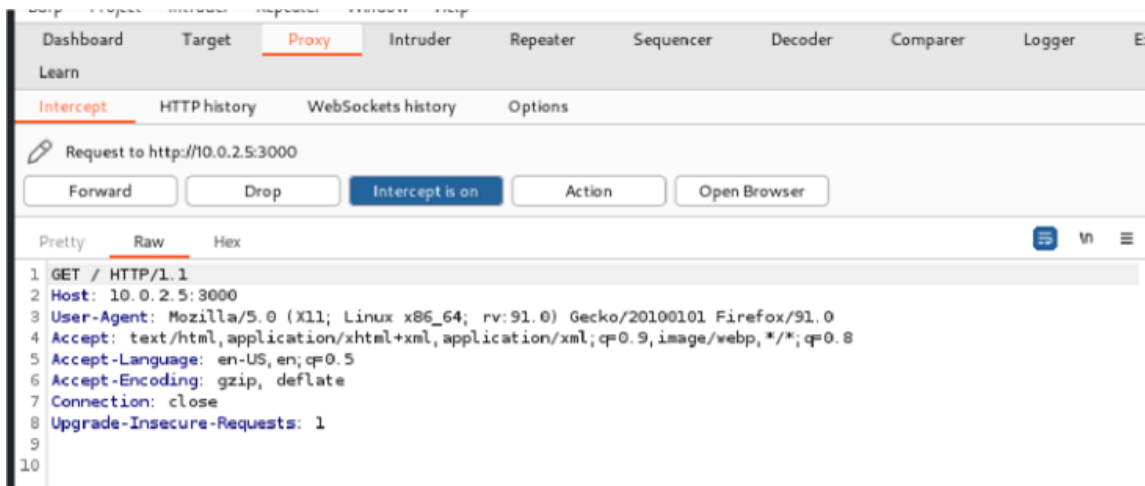 Dashboard Target Proxy Intruder Repeater Sequencer Decoder Comparer Logger
Learn
Intercept HTTP history WebSockets history Options
Request to http://10.0.2.5:3000
Forward Drop Intercept is on Action Open Browser
Pretty Raw Hex \n
1 GET / HTTP/1.1
2 Host: 10.0.2.5:3000
3 User-Agent: Mozilla/5.0 (X11; Linux x86_64; rv:91.0) Gecko/20100101 Firefox/91.0
4 Accept: text/html,application/xhtml+xml,application/xml;q=0.9,image/webp,*/*;q=0.8
5 Accept-Language: en-US,en;q=0.5
6 Accept-Encoding: gzip, deflate
7 Connection: close
8 Upgrade-Insecure-Requests: 1
9
10